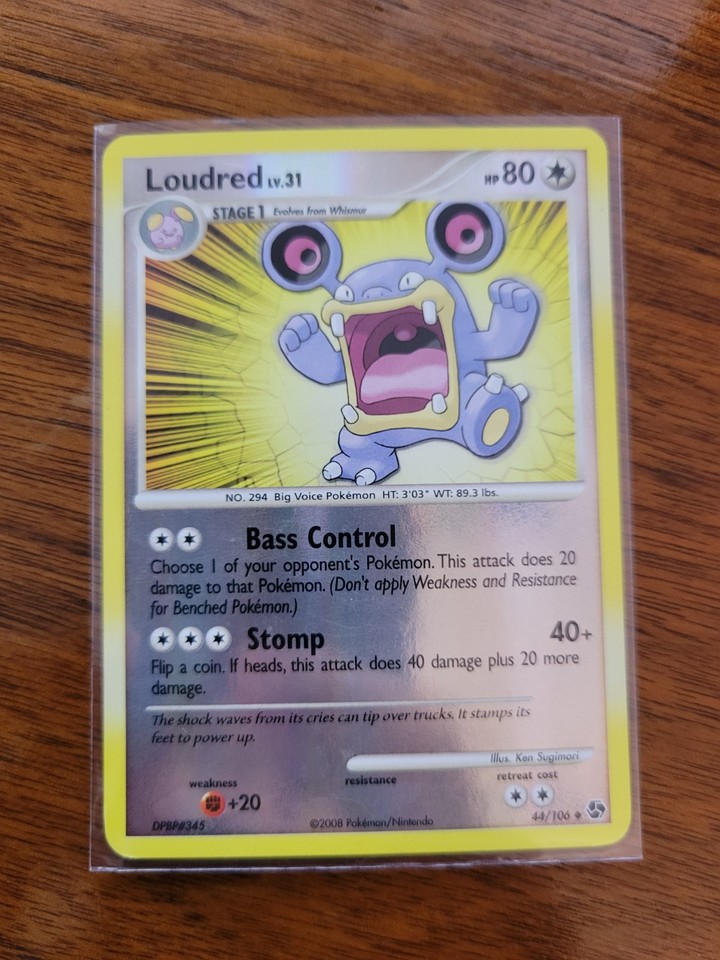 Loudred LV.31 HP 80
STAGE 1 Evolves from Whismur
NO. 294 Big Voice Pokémon HT: 3'03" WT: 89.3 lbs.
Bass Control
Choose 1 of your opponent's Pokémon. This attack does 20
damage to that Pokémon. (Don't apply Weakness and Resistance
for Benched Pokémon.)
Stomp 40+
Flip a coin. If heads, this attack does 40 damage plus 20 more
damage.
The shock waves from its cries can tip over trucks. It stamps its
feet to power up.
Illus. Ken Sugimori
weakness resistance retreat cost
+20
DPBP#345 ©2008 Pokémon/Nintendo 44/106